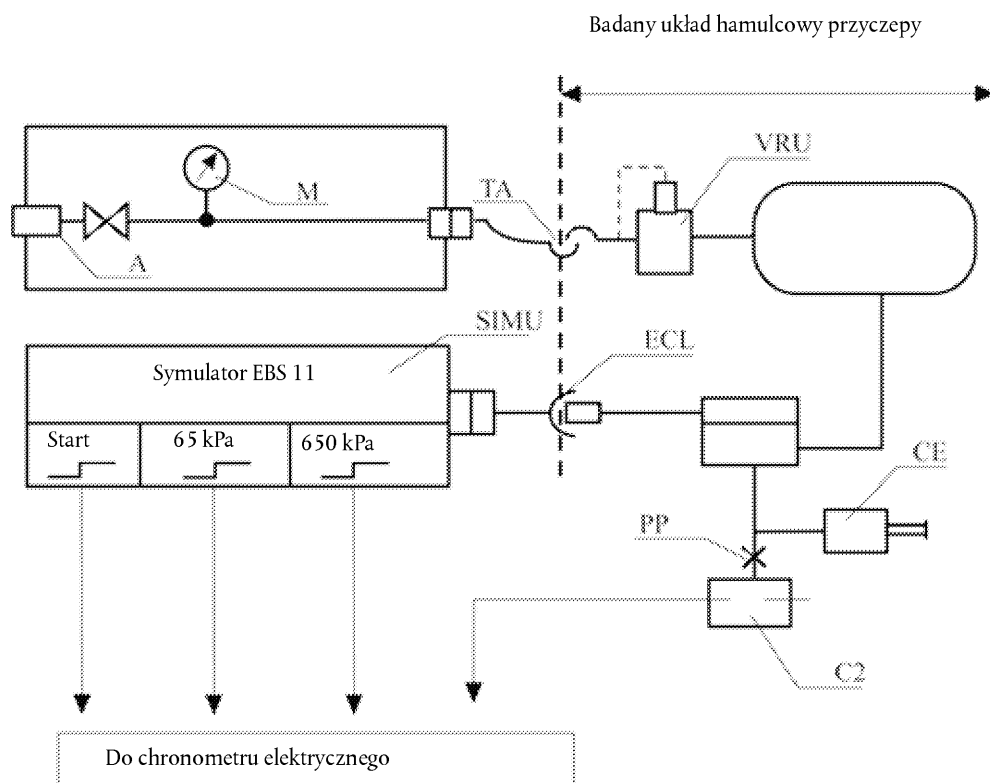 Badany układ hamulcowy przyczepy
VRU
TA
M
A
SIMU
ECL
Symulator EBS 11
Start
65 kPa
650 kPa
CE
PP
C2
Do chronometru elektrycznego